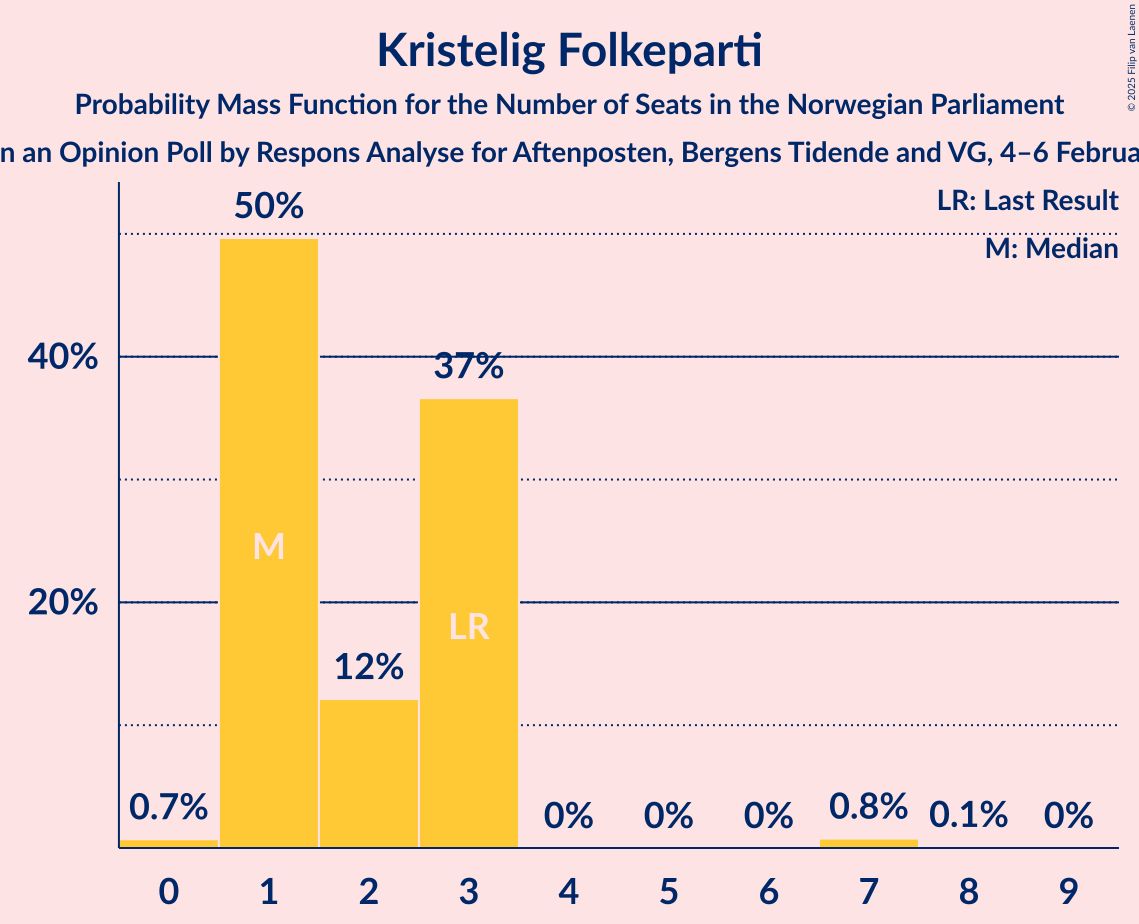 © 2025 Filip van Laenen
Kristelig Folkeparti
Probability Mass Function for the Number of Seats in the Norwegian Parliament
an Opinion Poll by Respons Analyse for Aftenposten, Bergens Tidende and VG, 4–6
LR: Last Result
M: Median
50%
40%
37%
M
20%
LR
12%
0.7%
0%
0%
0%
0.8%
0.1%
0%
0 1 2 3 4 5 6 7 8 9